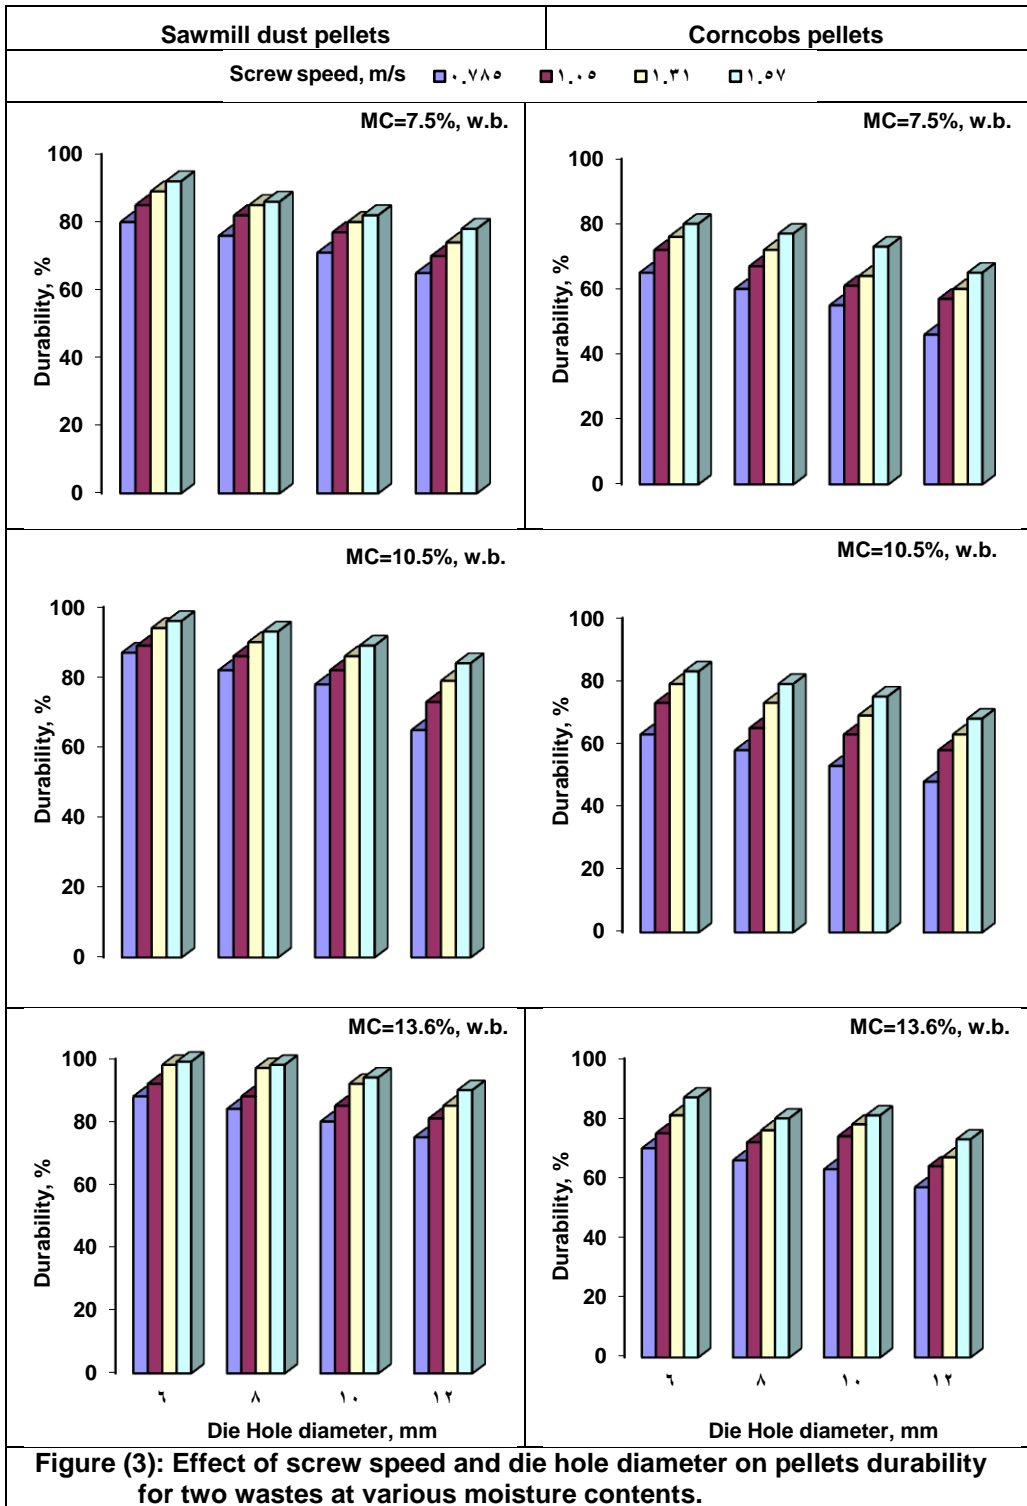 Sawmill dust pellets
Corncobs pellets
Screw speed, m/s ٠.٧٨٥ ١.٠٥ ١.٣١ ١.٥٧
MC=7.5%, w.b.
100
80
60
40
20
0
Durability, %
MC=7.5%, w.b.
100
80
60
40
20
0
Durability, %
MC=10.5%, w.b.
100
80
60
40
20
0
Durability, %
MC=10.5%, w.b.
100
80
60
40
20
0
Durability, %
MC=13.6%, w.b.
100
80
60
40
20
0
Durability, %
٦ ٨ ١٠ ١٢
Die Hole diameter, mm
MC=13.6%, w.b.
100
80
60
40
20
0
Durability, %
٦ ٨ ١٠ ١٢
Die Hole diameter, mm
Figure (3): Effect of screw speed and die hole diameter on pellets durability
for two wastes at various moisture contents.